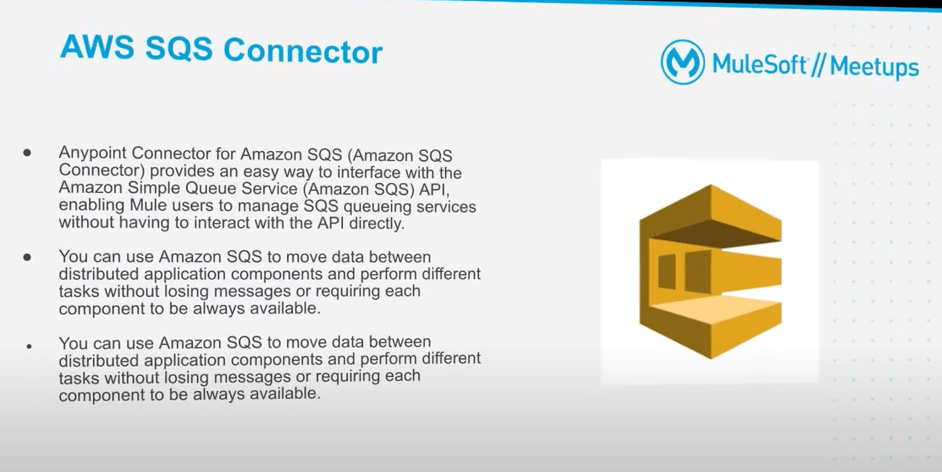 AWS SQS Connector
MuleSoft // Meetups
● Anypoint Connector for Amazon SQS (Amazon SQS
Connector) provides an easy way to interface with the
Amazon Simple Queue Service (Amazon SQS) API,
enabling Mule users to manage SQS queueing services
without having to interact with the API directly.
● You can use Amazon SQS to move data between
distributed application components and perform different
tasks without losing messages or requiring each
component to be always available.
• You can use Amazon SQS to move data between
distributed application components and perform different
tasks without losing messages or requiring each
component to be always available.